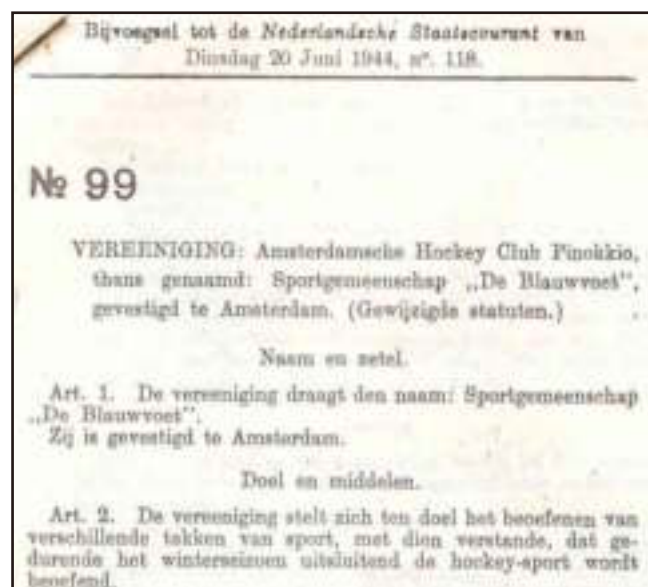 Bijvoegsel tot de Nederlandsche Staatscourant van
Dinsdag 20 Juni 1944, nº. 118.
№ 99
VEREENIGING: Amsterdamsche Hockey Club Pinokkio,
thans genaamd: Sportgemeenschap „De Blauwvoet”,
gevestigd te Amsterdam. (Gewijzigde statuten.)
Naam en zetel.
Art. 1. De vereeniging draagt den naam: Sportgemeenschap
„De Blauwvoet”.
Zij is gevestigd te Amsterdam.
Doel en middelen.
Art. 2. De vereeniging stelt zich ten doel het beoefenen van
verschillende takken van sport, met dien verstande, dat ge-
durende het winterseizoen uitsluitend de hockey-sport wordt
beoefend.